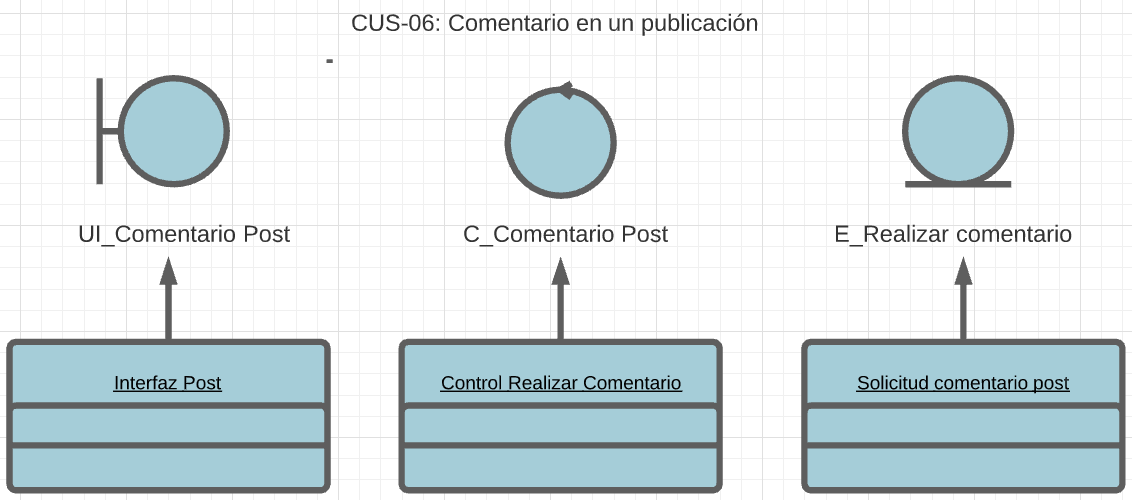 CUS-06: Comentario en un publicación
UI_Comentario Post
C_Comentario Post
E_Realizar comentario
Interfaz Post
Control Realizar Comentario
Solicitud comentario post